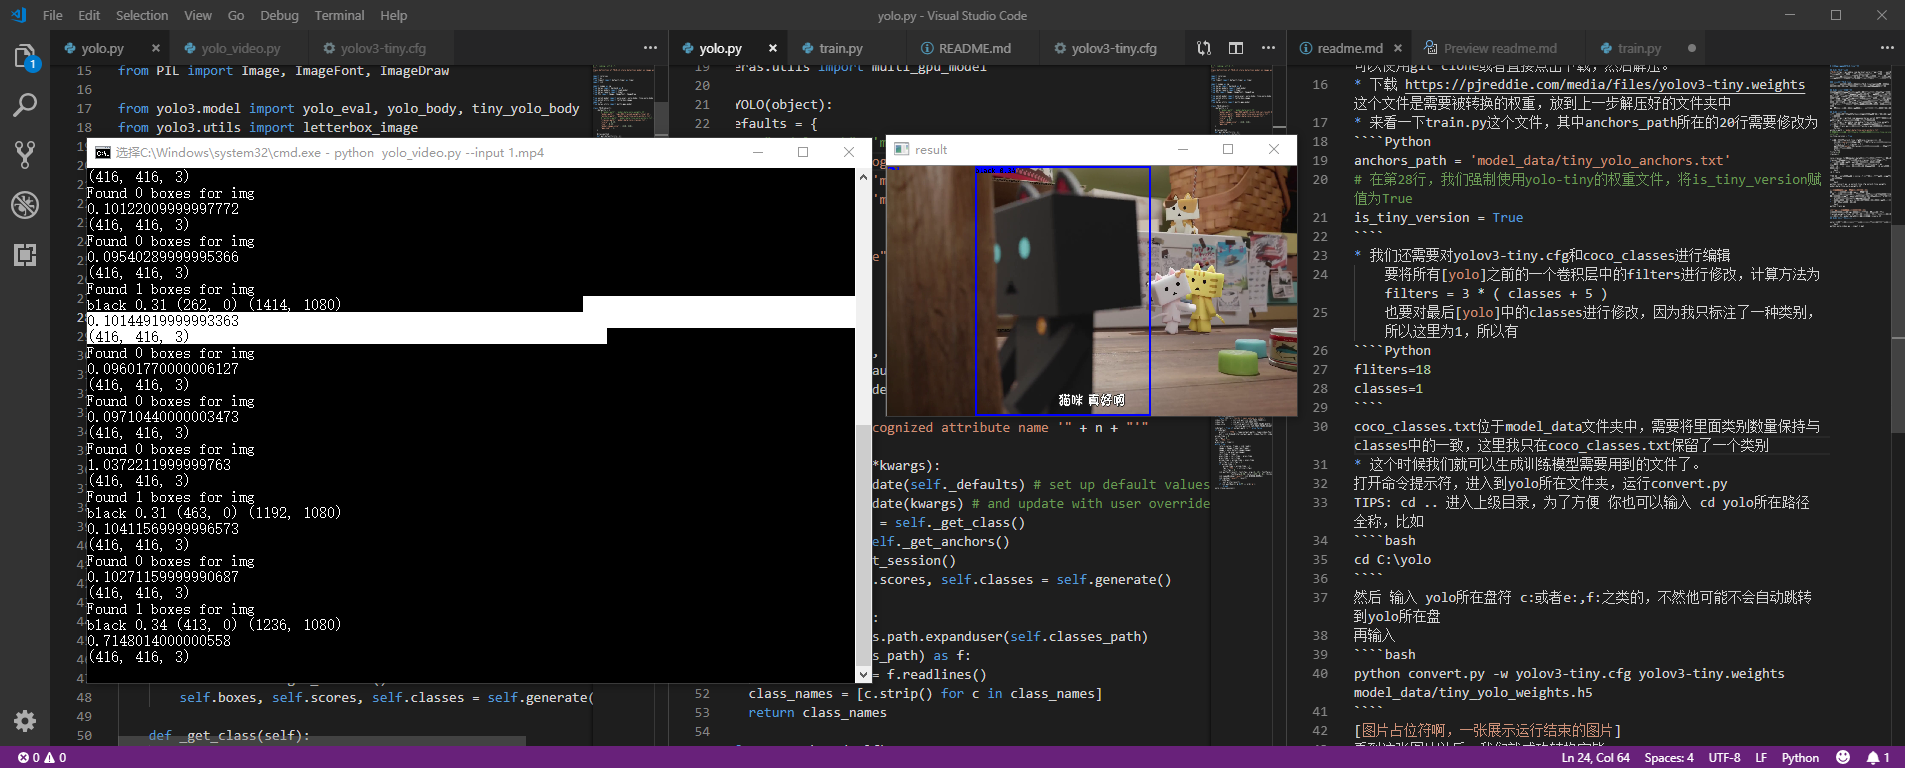 File Edit Selection View Go Debug Terminal Help
yolo.py - Visual Studio Code
yolo.py
yolo_video.py
yolov3-tiny.cfg
15 from PIL import Image, ImageFont, ImageDraw
16
17 from yolo3.model import yolo_eval, yolo_body, tiny_yolo_body
18 from yolo3.utils import letterbox_image
选择C:\Windows\system32\cmd.exe - python yolo_video.py --input 1.mp4
(416, 416, 3)
Found 0 boxes for img
0.10122009999997772
(416, 416, 3)
Found 0 boxes for img
0.09540289999995366
(416, 416, 3)
Found 1 boxes for img
black 0.31 (262, 0) (1414, 1080)
0.10144919999993363
(416, 416, 3)
Found 0 boxes for img
0.09601770000006127
(416, 416, 3)
Found 0 boxes for img
0.09710440000003473
(416, 416, 3)
Found 0 boxes for img
1.0372211999999763
(416, 416, 3)
Found 1 boxes for img
black 0.31 (463, 0) (1192, 1080)
0.10411569999996573
(416, 416, 3)
Found 0 boxes for img
0.10271159999990687
(416, 416, 3)
Found 1 boxes for img
black 0.34 (413, 0) (1236, 1080)
0.7148014000000558
(416, 416, 3)
48 self.boxes, self.scores, self.classes = self.generate(
49
50 def _get_class(self):
yolo.py
train.py
README.md
yolov3-tiny.cfg
19 eras.utils import multi_gpu_model
20
21 YOLO(object):
22 efaults = {
result
猫咪 真好啊
cognized attribute name '" + n + "'"
*kwargs):
date(self._defaults) # set up default values
date(kwargs) # and update with user override
= self._get_class()
elf._get_anchors()
t_session()
.scores, self.classes = self.generate()
s.path.expanduser(self.classes_path)
s_path) as f:
= f.readlines()
52 class_names = [c.strip() for c in class_names]
53 return class_names
54
readme.md
Preview readme.md
train.py
可以使用git clone或者直接点击下载，然后解压。
16 * 下载 https://pjreddie.com/media/files/yolov3-tiny.weights
这个文件是需要被转换的权重，放到上一步解压好的文件夹中
17 * 来看一下train.py这个文件，其中anchors_path所在的20行需要修改为
18 ````Python
19 anchors_path = 'model_data/tiny_yolo_anchors.txt'
20 # 在第28行，我们强制使用yolo-tiny的权重文件，将is_tiny_version赋
值为True
21 is_tiny_version = True
22 ````
23 * 我们还需要对yolov3-tiny.cfg和coco_classes进行编辑
24 要将所有[yolo]之前的一个卷积层中的filters进行修改，计算方法为
filters = 3 * ( classes + 5 )
25 也要对最后[yolo]中的classes进行修改，因为我只标注了一种类别，
所以这里为1，所以有
26 ````Python
27 fliters=18
28 classes=1
29 ````
30 coco_classes.txt位于model_data文件夹中，需要将里面类别数量保持与
classes中的一致，这里我只在coco_classes.txt保留了一个类别
31 * 这个时候我们就可以生成训练模型需要用到的文件了。
32 打开命令提示符，进入到yolo所在文件夹，运行convert.py
33 TIPS: cd .. 进入上级目录，为了方便 你也可以输入 cd yolo所在路径
全称，比如
34 ````bash
35 cd C:\yolo
36 ````
37 然后 输入 yolo所在盘符 c:或者e:,f:之类的，不然他可能不会自动跳转
到yolo所在盘
38 再输入
39 ````bash
40 python convert.py -w yolov3-tiny.cfg yolov3-tiny.weights
model_data/tiny_yolo_weights.h5
41 ````
42 [图片占位符啊，一张展示运行结束的图片]
0 0
Ln 24, Col 64 Spaces: 4 UTF-8 LF Python 1